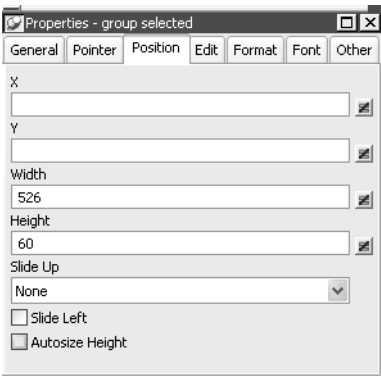 Properties - group selected
General Pointer Position Edit Format Font Other
X
Y
Width
526
Height
60
Slide Up
None
Slide Left
Autosize Height